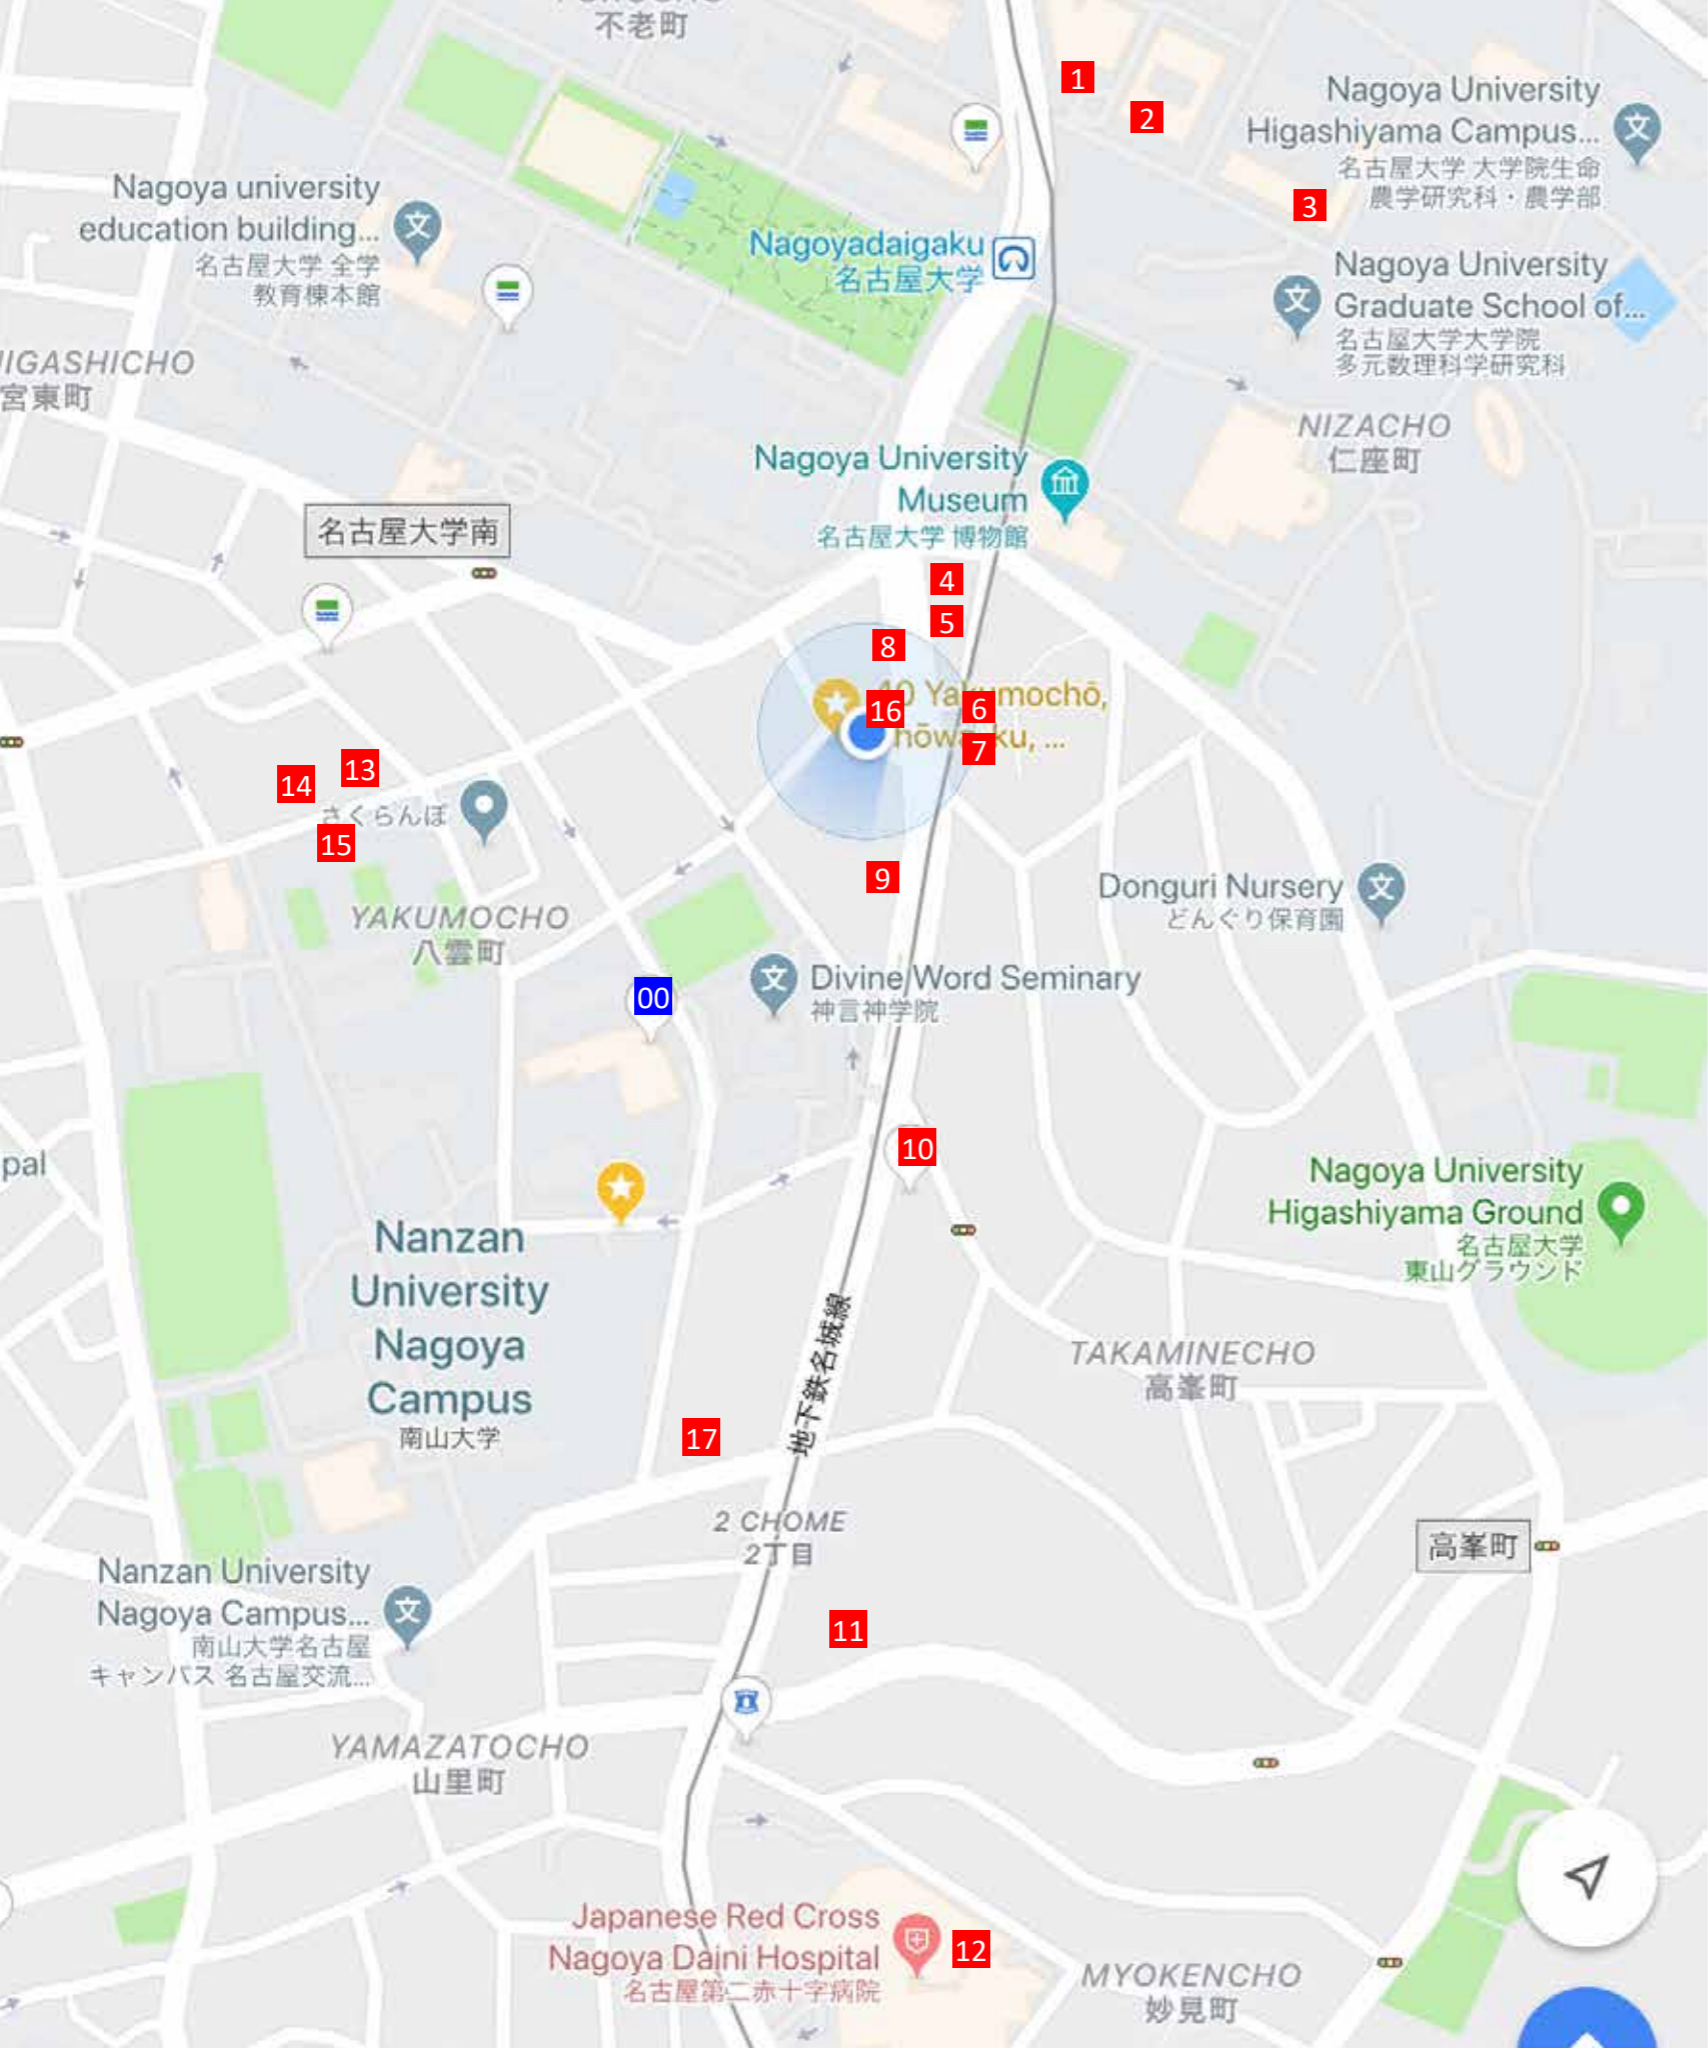 不老町
1
2
Nagoya University
Higashiyama Campus...
名古屋大学 大学院生命
農学研究科・農学部
3
Nagoya university
education building...
名古屋大学 全学
教育棟本館
Nagoyadaigaku
名古屋大学
Nagoya University
Graduate School of...
名古屋大学大学院
多元数理科学研究科
IGASHICHO
宮東町
NIZACHO
仁座町
Nagoya University
Museum
名古屋大学 博物館
名古屋大学南
4
5
8
16
0 Yakumochō,
6
7
13
14
さくらんぼ
15
9
Donguri Nursery
どんぐり保育園
YAKUMOCHO
八雲町
00
Divine Word Seminary
神言神学院
10
pal
Nagoya University
Higashiyama Ground
名古屋大学
東山グラウンド
Nanzan
University
Nagoya
Campus
南山大学
地下鉄名城線
TAKAMINECHO
高峯町
17
2 CHOME
2丁目
高峯町
Nanzan University
Nagoya Campus...
南山大学名古屋
キャンパス 名古屋交流...
11
YAMAZATOCHO
山里町
Japanese Red Cross
Nagoya Daini Hospital
名古屋第二赤十字病院
12
MYOKENCHO
妙見町